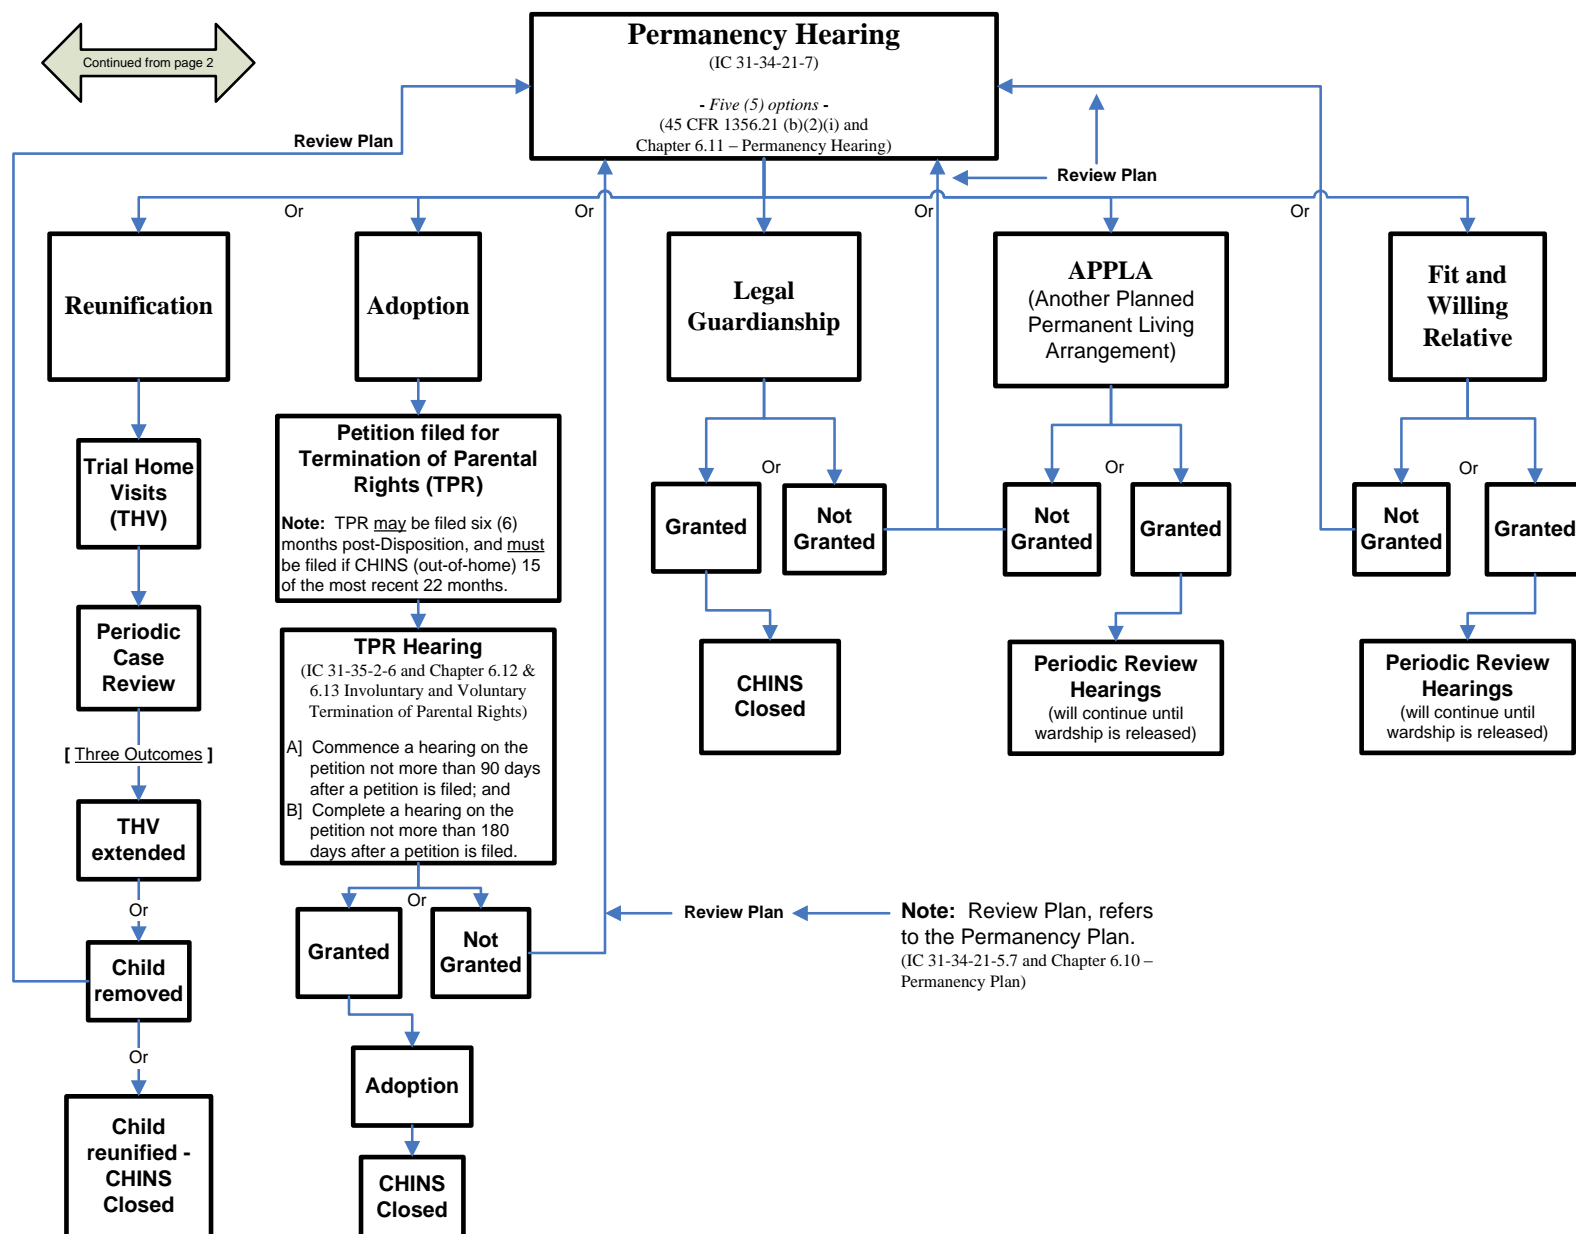 Continued from page 2
Permanency Hearing
(IC 31-34-21-7)
- Five (5) options -
(45 CFR 1356.21 (b)(2)(i) and
Chapter 6.11 – Permanency Hearing)
Review Plan
Review Plan
Or
Or
Or
Or
Reunification
Adoption
Legal
Guardianship
APPLA
(Another Planned
Permanent Living
Arrangement)
Fit and
Willing
Relative
Trial Home
Visits
(THV)
Periodic
Case
Review
[ Three Outcomes ]
THV
extended
Or
Child
removed
Or
Child
reunified -
CHINS
Closed
Petition filed for
Termination of Parental
Rights (TPR)
Note: TPR may be filed six (6)
months post-Disposition, and must
be filed if CHINS (out-of-home) 15
of the most recent 22 months.
TPR Hearing
(IC 31-35-2-6 and Chapter 6.12 &
6.13 Involuntary and Voluntary
Termination of Parental Rights)
A] Commence a hearing on the
petition not more than 90 days
after a petition is filed; and
B] Complete a hearing on the
petition not more than 180
days after a petition is filed.
Or
Granted
Not
Granted
Adoption
CHINS
Closed
Or
Granted
Not
Granted
CHINS
Closed
Or
Not
Granted
Granted
Periodic Review
Hearings
(will continue until
wardship is released)
Or
Not
Granted
Granted
Periodic Review
Hearings
(will continue until
wardship is released)
Review Plan
Note: Review Plan, refers
to the Permanency Plan.
(IC 31-34-21-5.7 and Chapter 6.10 –
Permanency Plan)